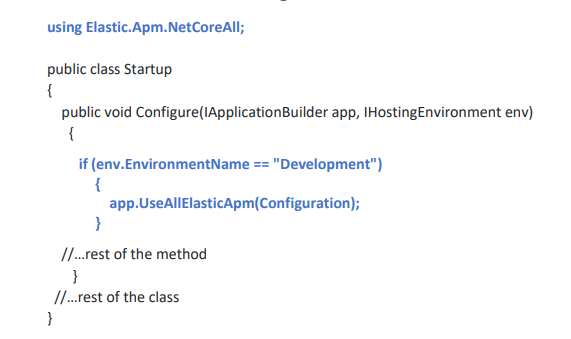 using Elastic.Apm.NetCoreAll;
public class Startup
{
public void Configure(IApplicationBuilder app, IHostingEnvironment env)
{
if (env.EnvironmentName == "Development")
{
app.UseAllElasticApm(Configuration);
}
//…rest of the method
}
//…rest of the class
}